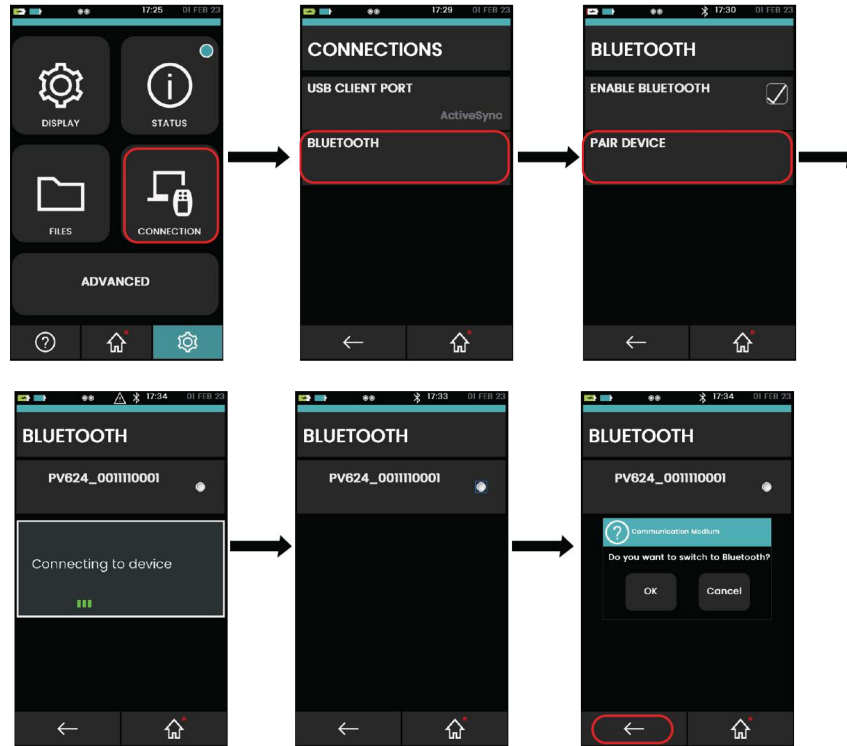 17:25 01 FEB 23
DISPLAY
STATUS
FILES
CONNECTION
ADVANCED
17:29 01 FEB 23
CONNECTIONS
USB CLIENT PORT
ActiveSync
BLUETOOTH
17:30 01 FEB 23
BLUETOOTH
ENABLE BLUETOOTH
PAIR DEVICE
17:34 01 FEB 23
BLUETOOTH
PV624_0011110001
Connecting to device
17:33 01 FEB 23
BLUETOOTH
PV624_0011110001
17:34 01 FEB 23
BLUETOOTH
PV624_0011110001
Communication Medium
Do you want to switch to Bluetooth?
OK Cancel